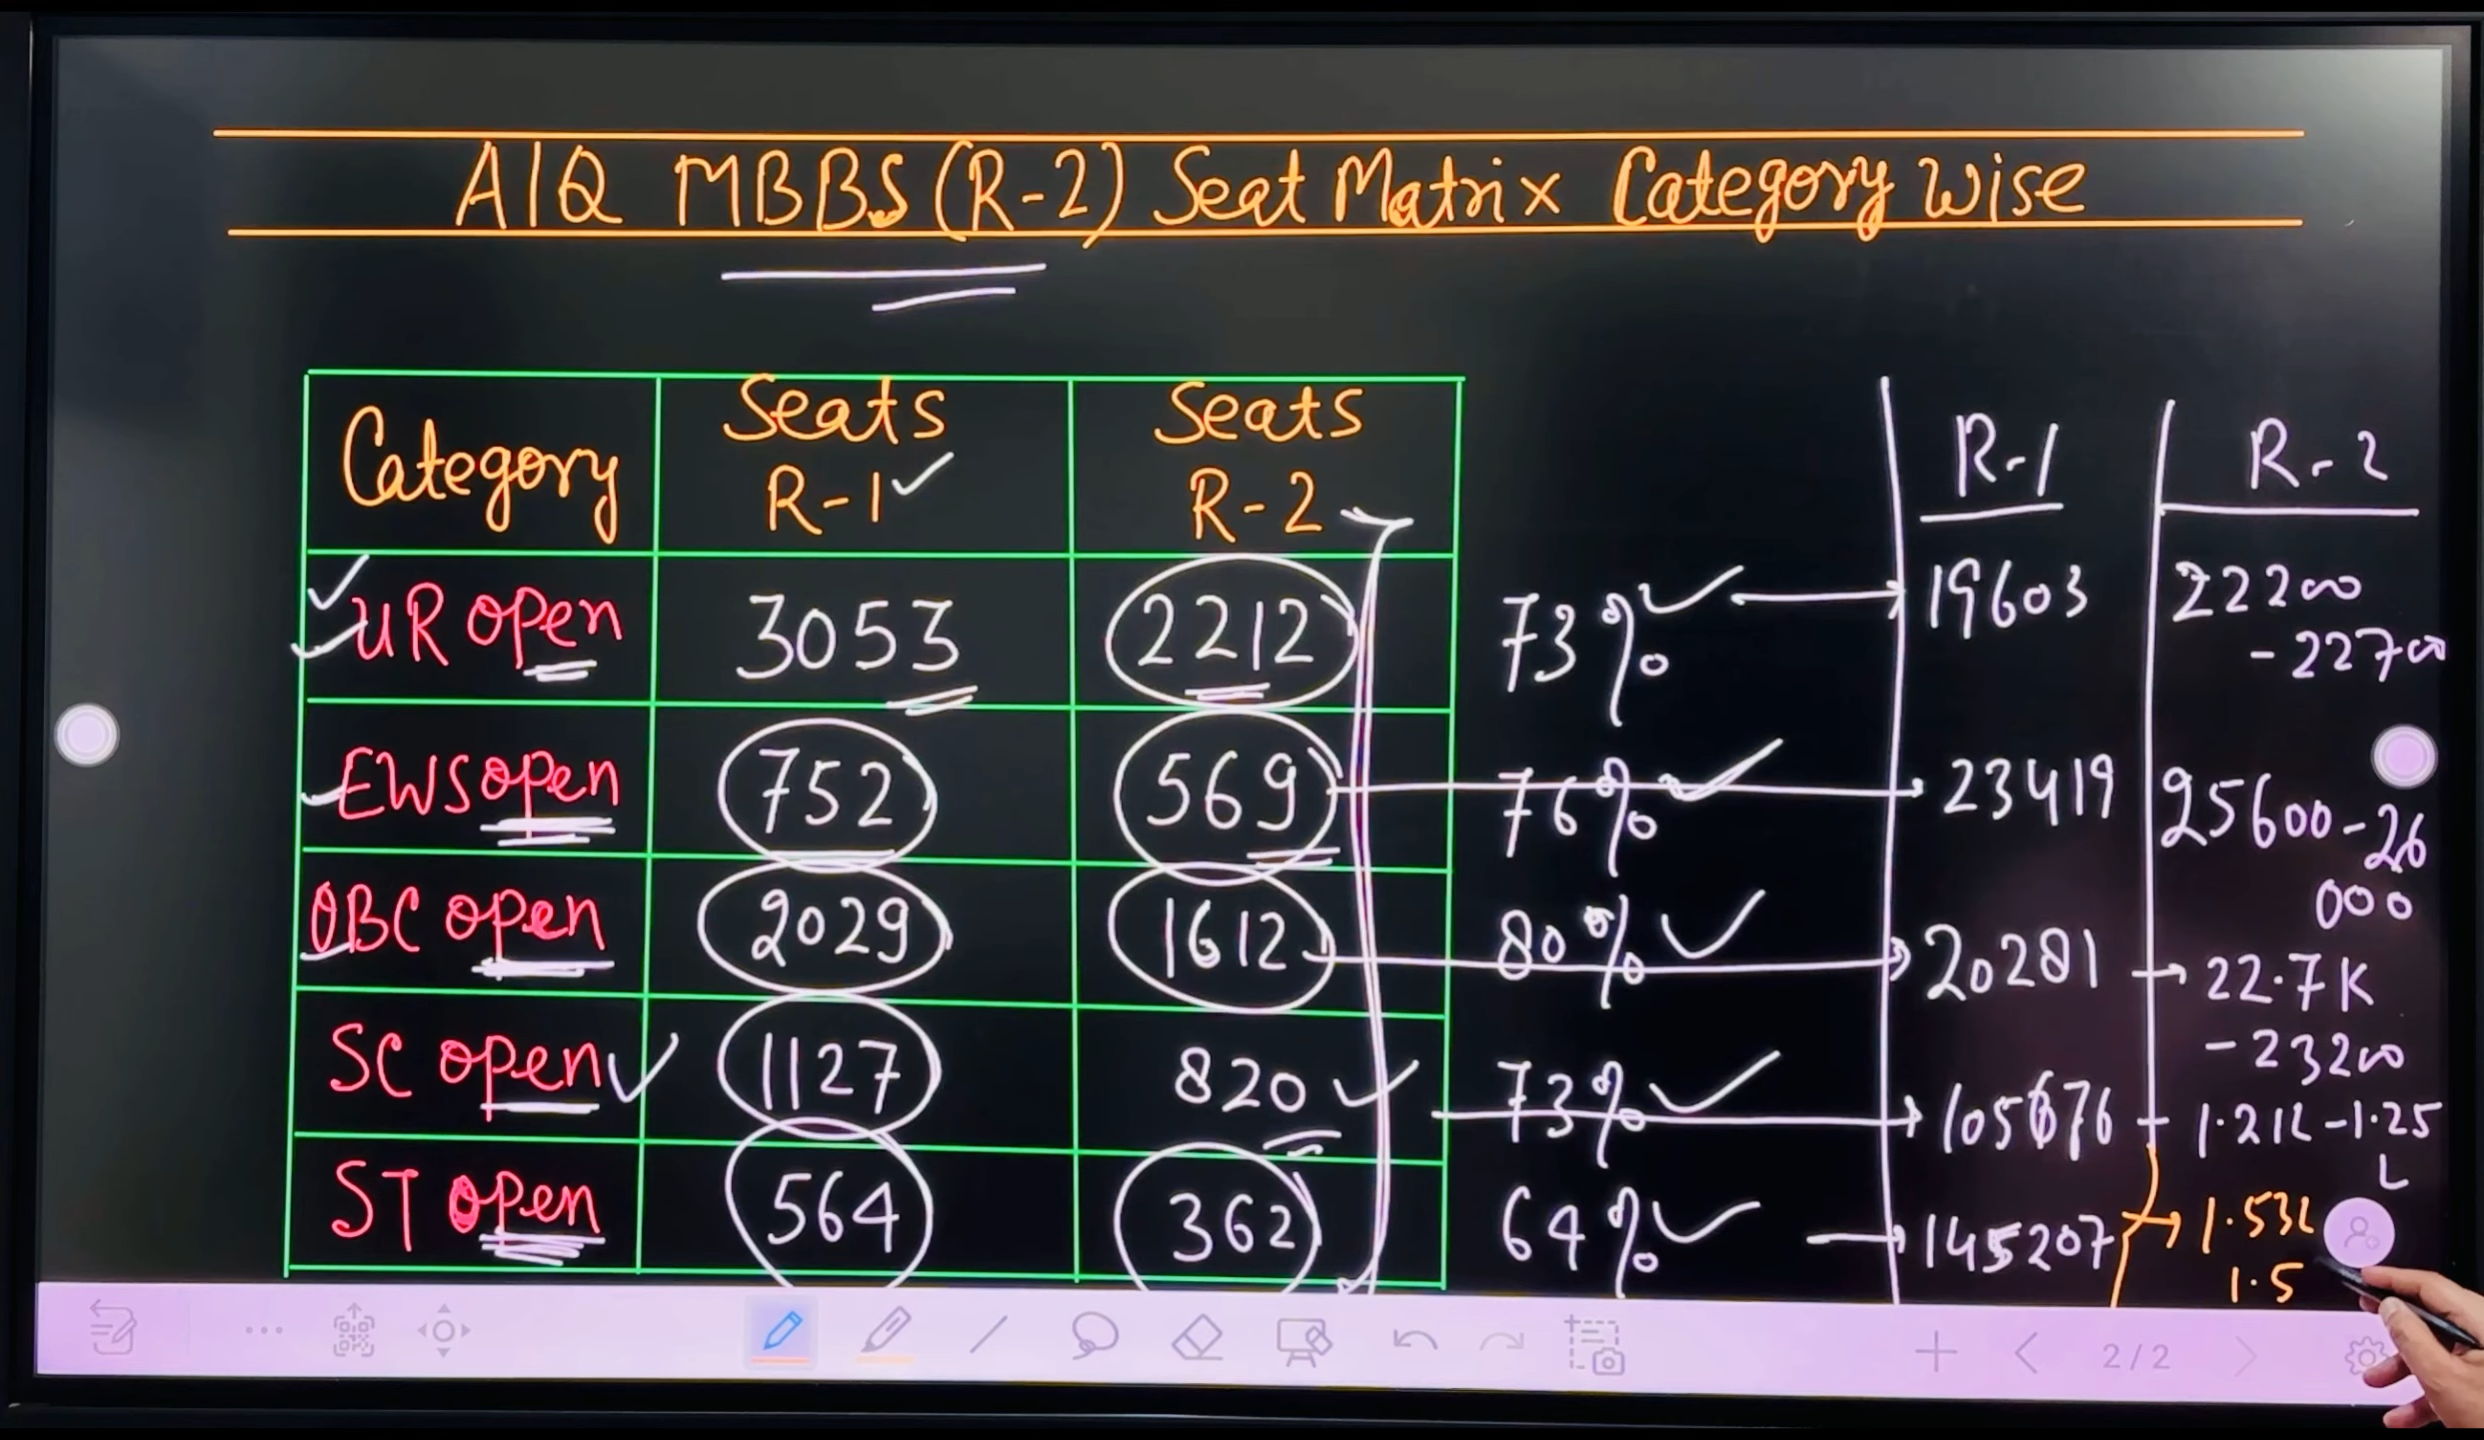 AIQ MBBS (R-2) Seat Matrix Category Wise
Category
Seats
R-1
Seats
R-2
R-1
R-2
UR open
3053
2212
73%
19603
22200
-22700
EWS open
752
569
76%
23419
25600-26
000
OBC open
2029
1612
80%
20281
22.7K
-23200
SC open
1127
820
73%
105676
1.21L-1.25
L
ST open
564
362
64%
145207
1.53L
1.5
2/2